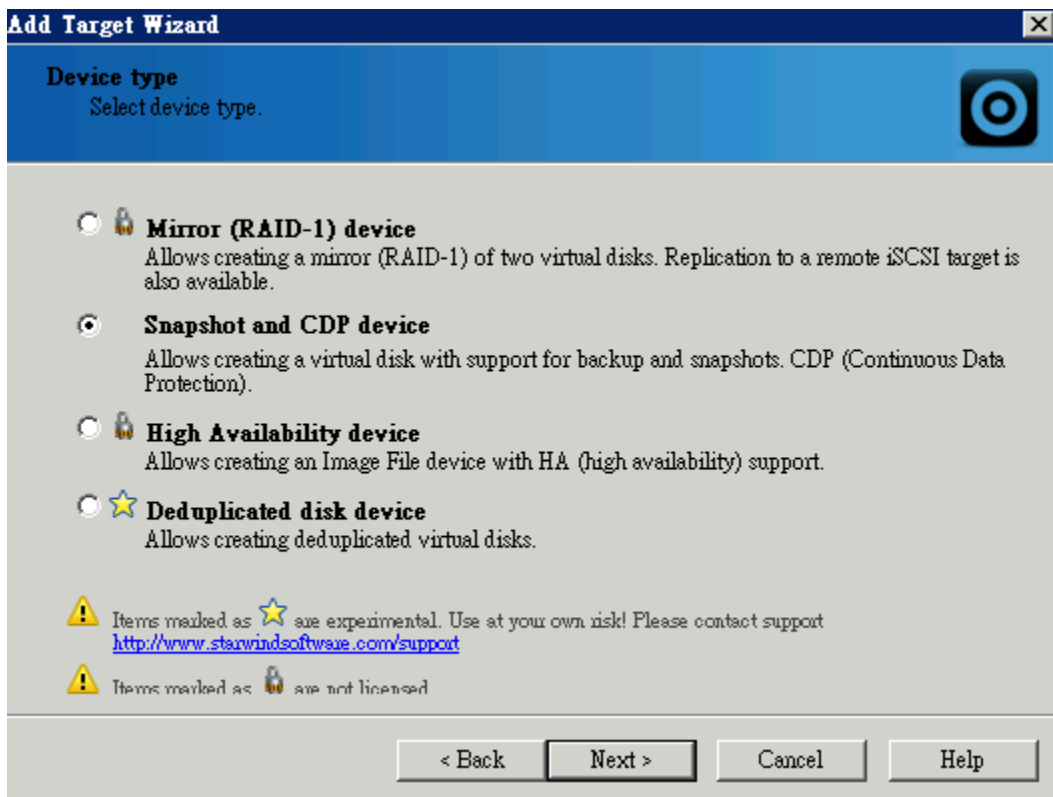 Add Target Wizard
Device type
Select device type.
Mirror (RAID-1) device
Allows creating a mirror (RAID-1) of two virtual disks. Replication to a remote iSCSI target is
also available.
Snapshot and CDP device
Allows creating a virtual disk with support for backup and snapshots. CDP (Continuous Data
Protection).
High Availability device
Allows creating an Image File device with HA (high availability) support.
Deduplicated disk device
Allows creating deduplicated virtual disks.
Items marked as are experimental. Use at your own risk! Please contact support
http://www.starwindsoftware.com/support
Items marked as are not licensed
< Back
Next >
Cancel
Help